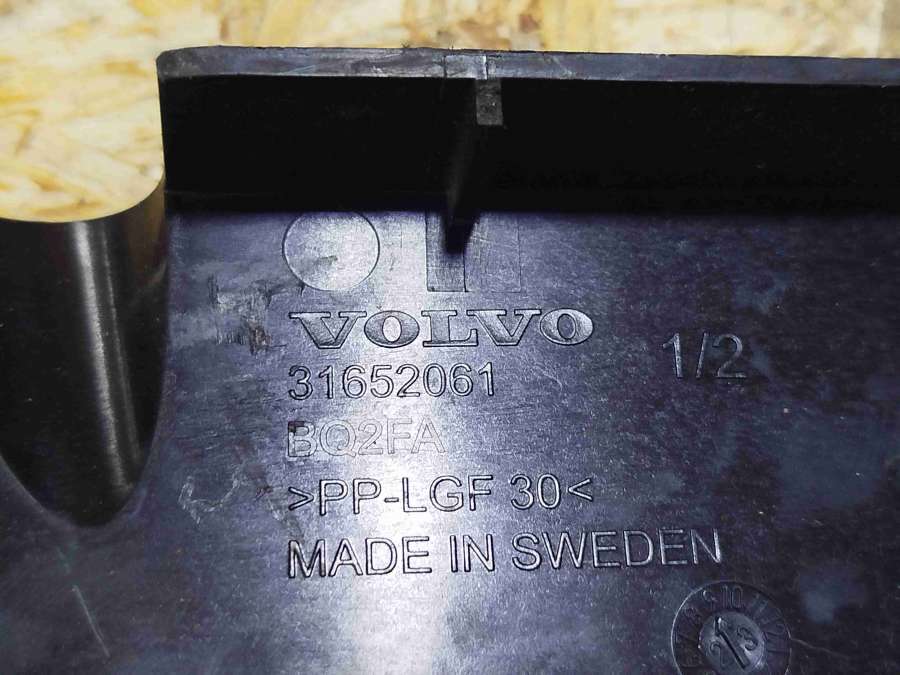 VOLVO
1/2
31652061
BQ2FA
>PP-LGF 30<
MADE IN SWEDEN